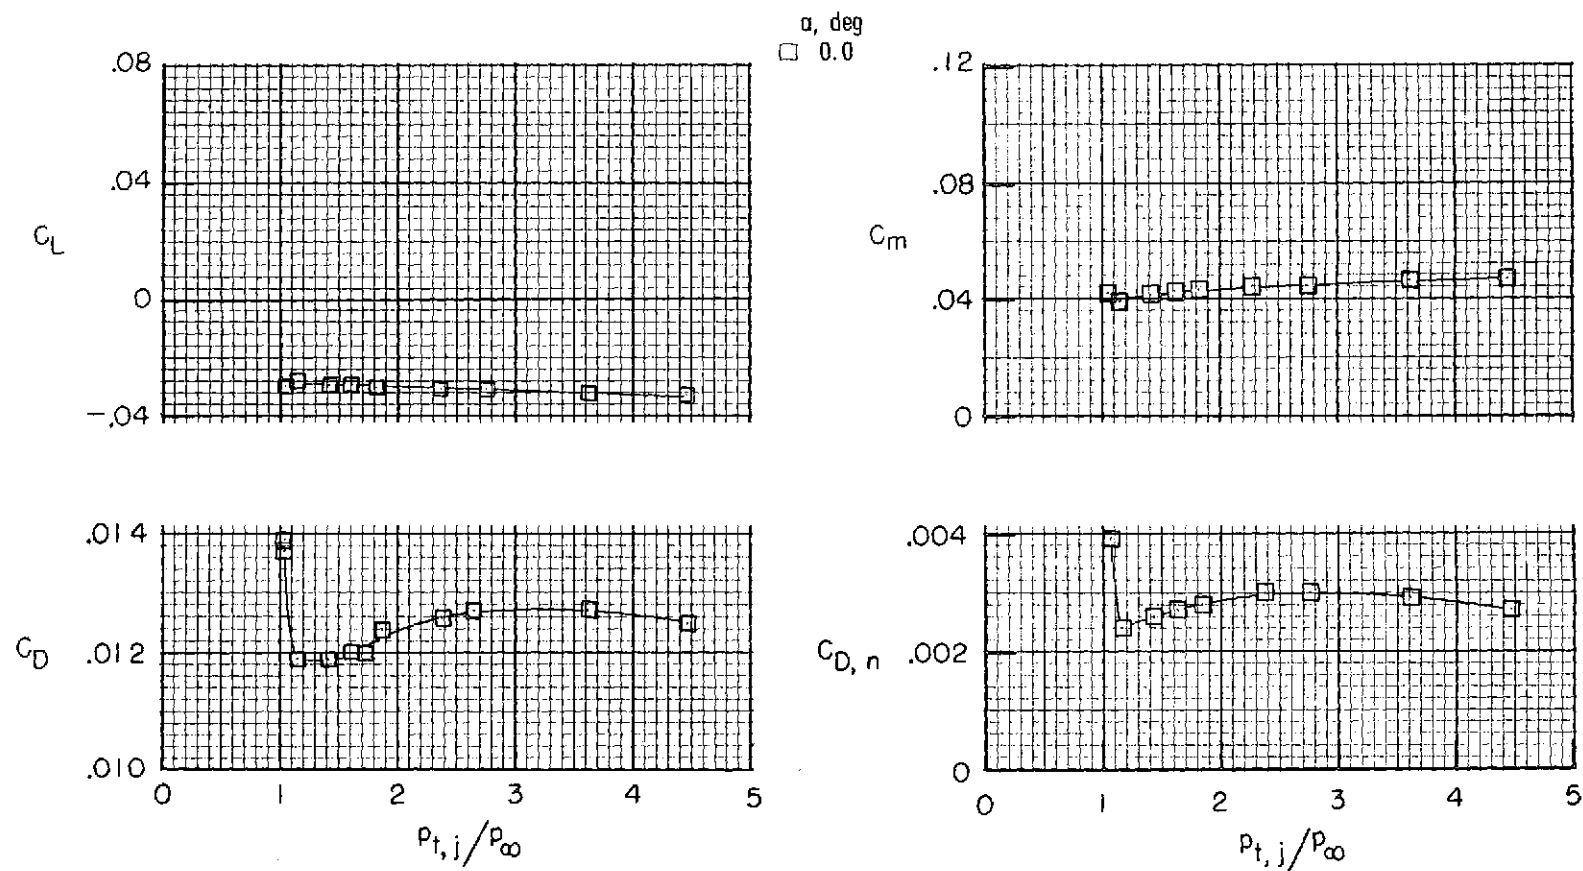 α, deg
□ 0.0
.08
.04
C_L
0
-.04
.12
.08
C_m
.04
0
.014
C_D
.012
.010
0 1 2 3 4 5
p_t,j/p_∞
.004
C_D,n
.002
0
0 1 2 3 4 5
p_t,j/p_∞